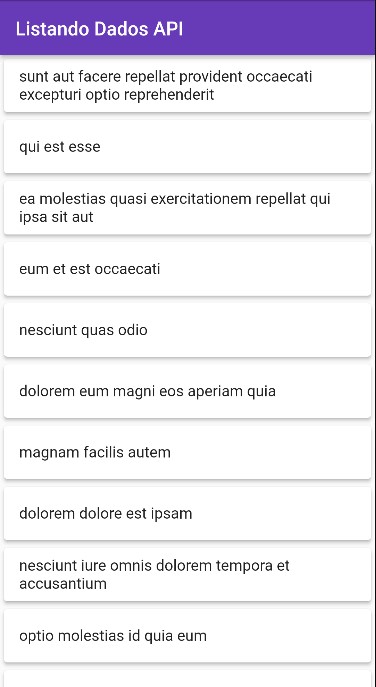 Listando Dados API
sunt aut facere repellat provident occaecati
excepturi optio reprehenderit
qui est esse
ea molestias quasi exercitationem repellat qui
ipsa sit aut
eum et est occaecati
nesciunt quas odio
dolorem eum magni eos aperiam quia
magnam facilis autem
dolorem dolore est ipsam
nesciunt iure omnis dolorem tempora et
accusantium
optio molestias id quia eum